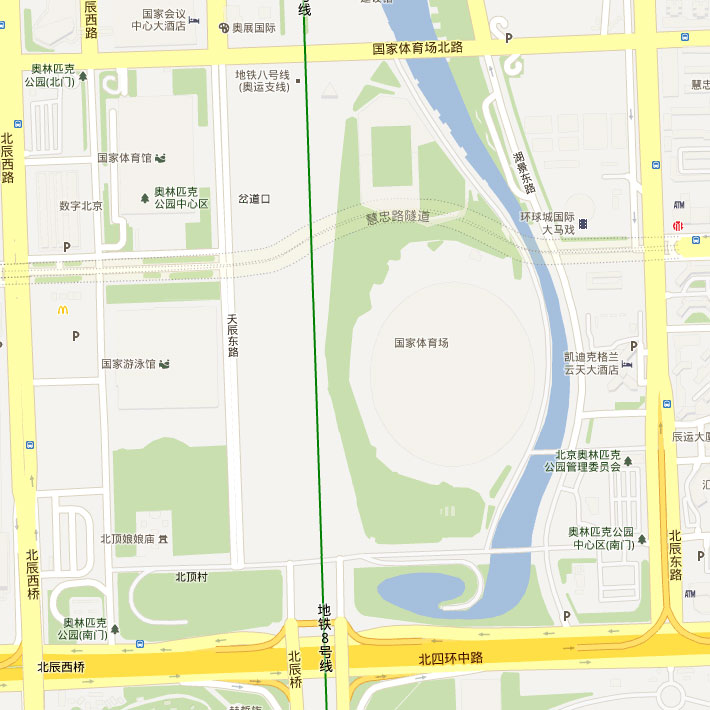 国家会议
中心大酒店
奥展国际
北辰西路
线
国家体育场北路
P
奥林匹克
公园(北门)
地铁八号线
(奥运支线)
慧忠
北辰西路
国家体育馆
湖景东路
奥林匹克
公园中心区
数字北京
岔道口
慧忠路隧道
环球城国际
大马戏
ATM
P
P
天辰东路
国家游泳馆
国家体育场
P
凯迪克格兰
云天大酒店
辰运大厦
北京奥林匹克
公园管理委员会
汇
北顶娘娘庙
奥林匹克公园
中心区(南门)
北辰东路
P
北辰西桥
北顶村
ATM
奥林匹克
公园(南门)
地铁8号线
P
北辰西桥
北辰桥
北四环中路